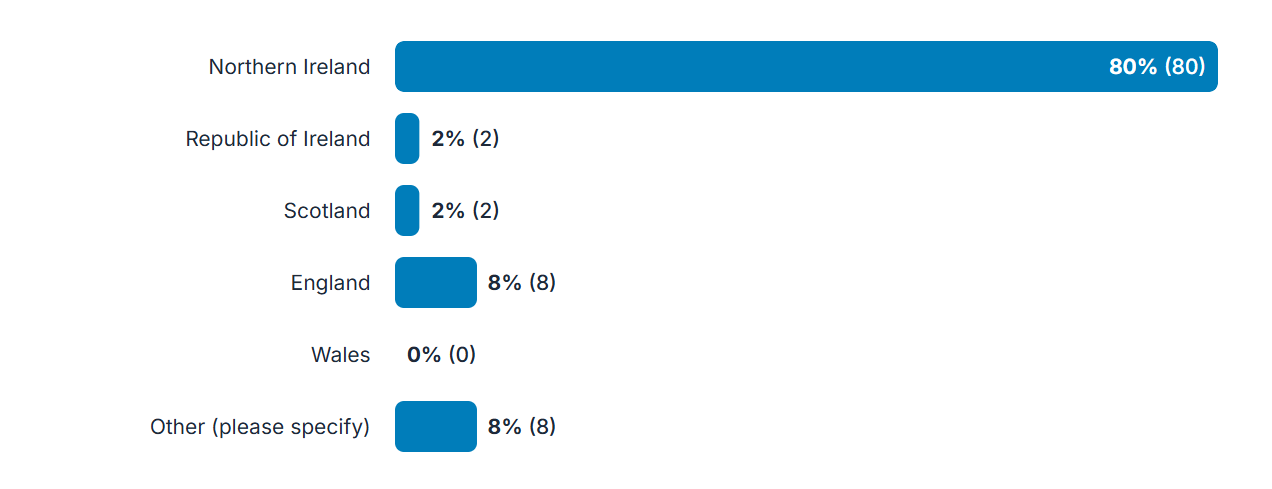 Northern Ireland 80% (80)
Republic of Ireland 2% (2)
Scotland 2% (2)
England 8% (8)
Wales 0% (0)
Other (please specify) 8% (8)